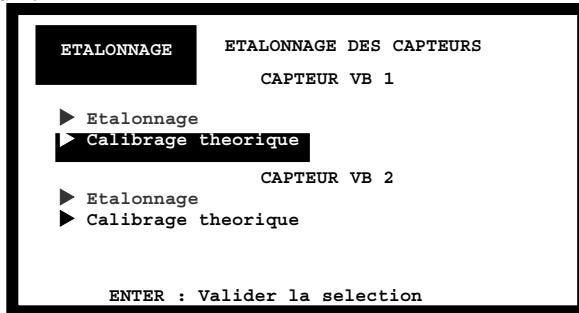 ETALONNAGE ETALONNAGE DES CAPTEURS
CAPTEUR VB 1
▶ Etalonnage
▶ Calibrage theorique
CAPTEUR VB 2
▶ Etalonnage
▶ Calibrage theorique
ENTER : Valider la selection